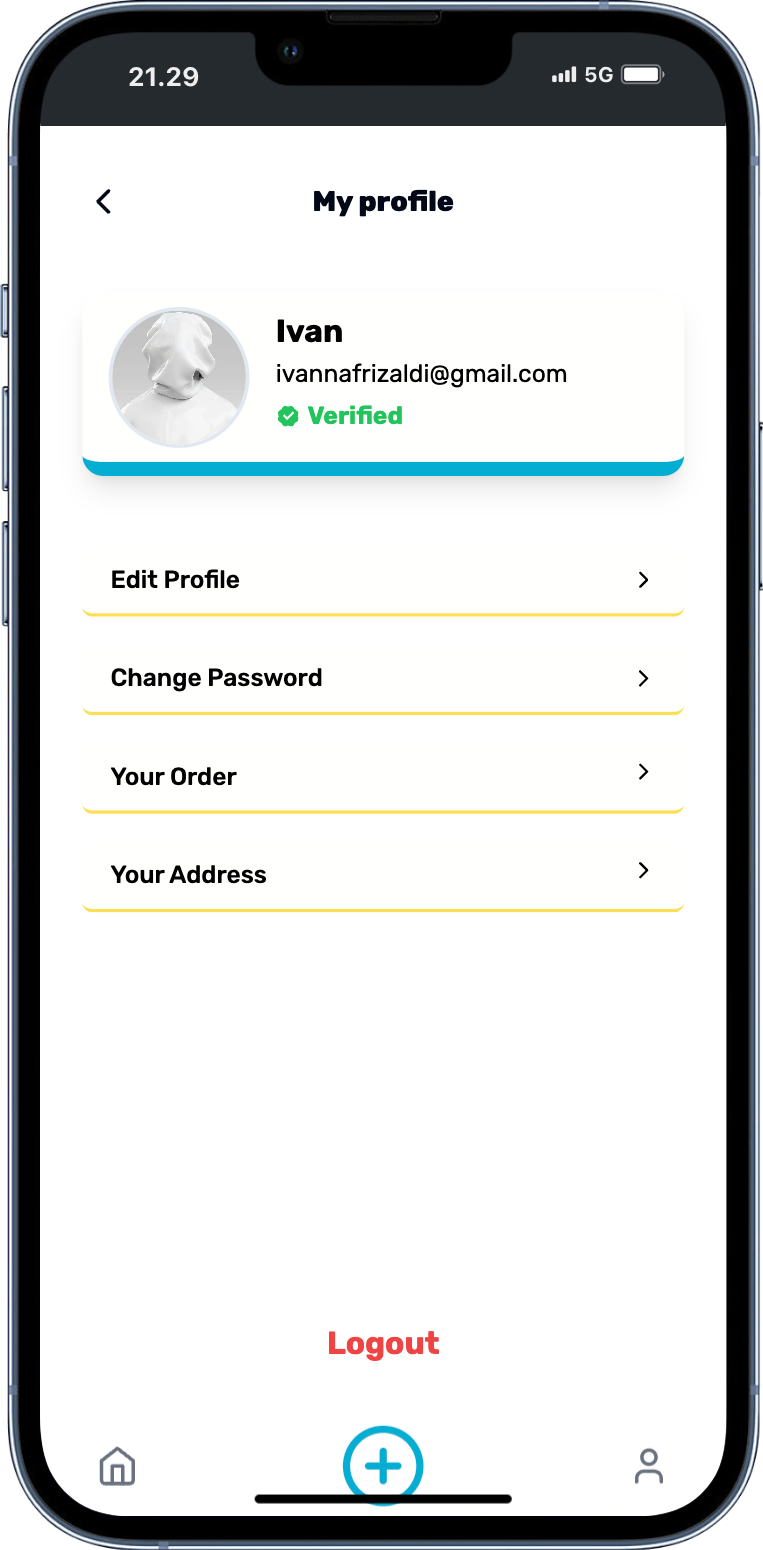 21.29
5G
My profile
Ivan
ivannafrizaldi@gmail.com
Verified
Edit Profile
Change Password
Your Order
Your Address
Logout